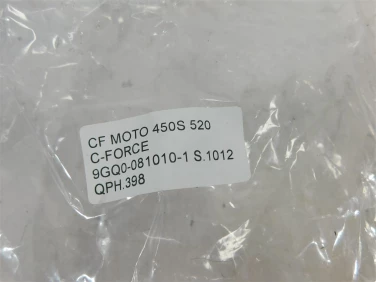 CF MOTO 450S 520
C-FORCE
9GQ0-081010-1 S.1012
QPH.398